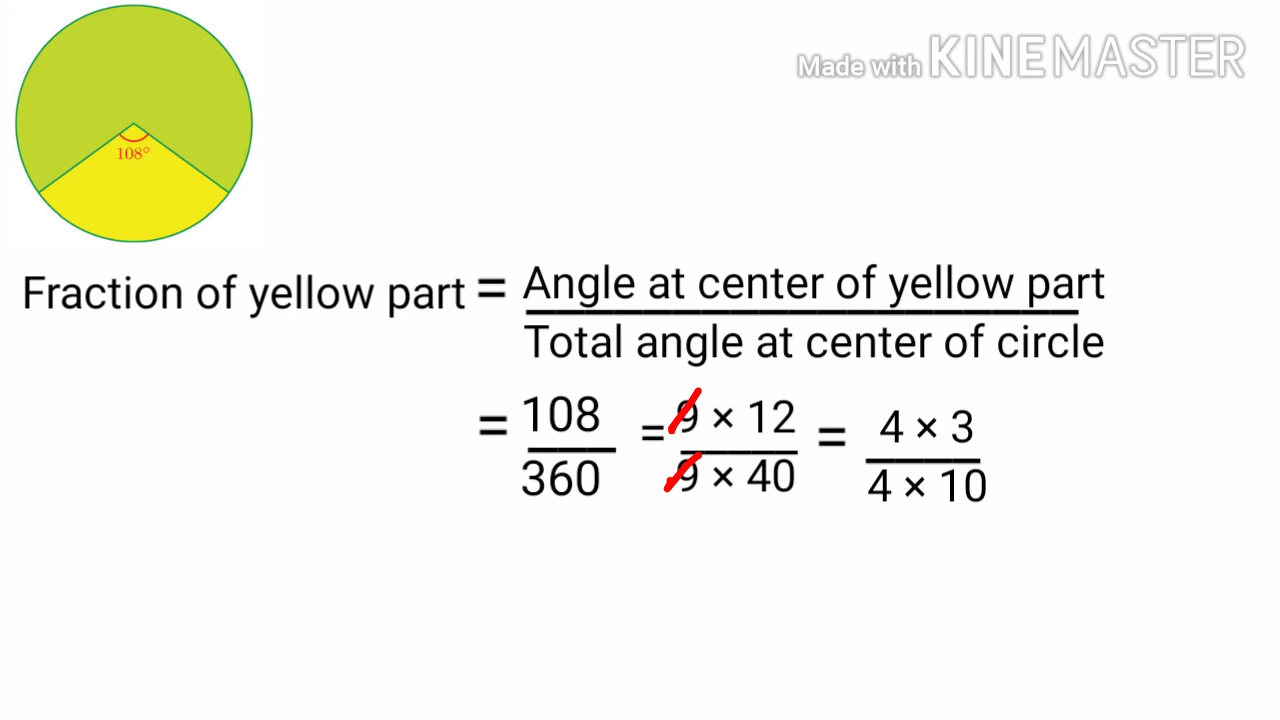 Made with KINEMASTER
108°
Fraction of yellow part = Angle at center of yellow part
Total angle at center of circle
= 108 = 9 × 12 = 4 × 3
360 9 × 40 4 × 10